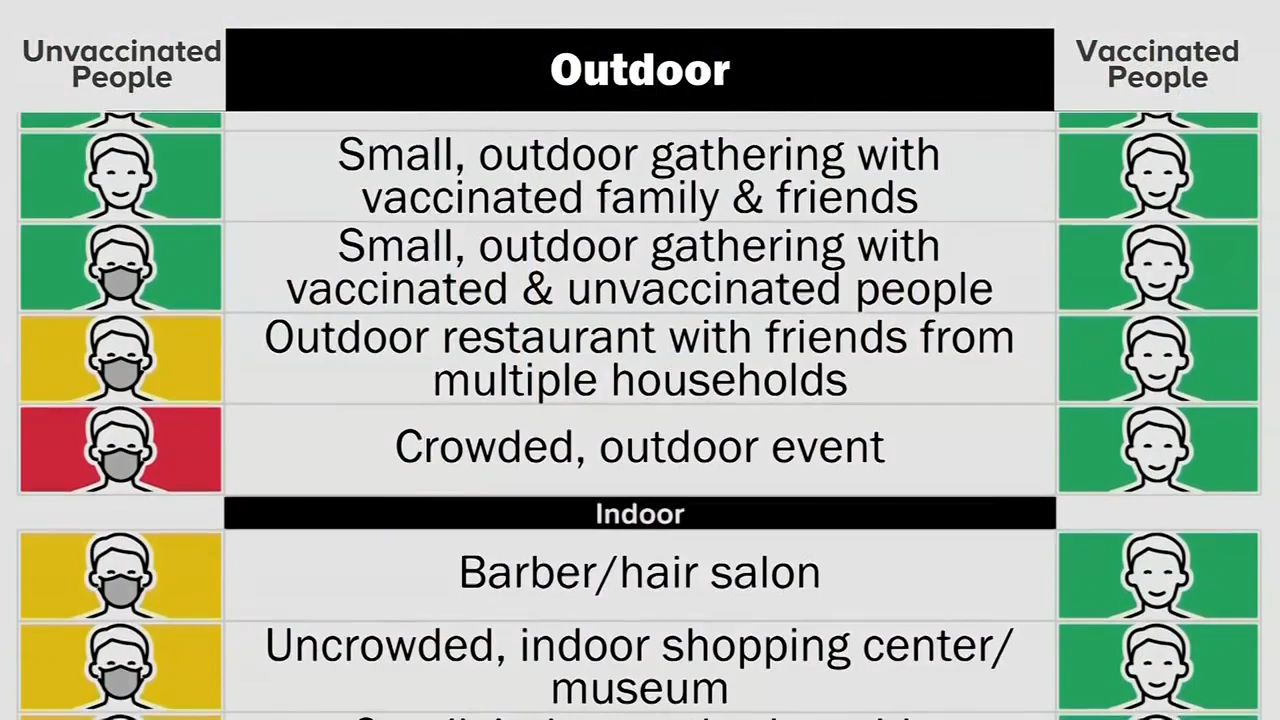 Unvaccinated
People
Outdoor
Vaccinated
People
Small, outdoor gathering with
vaccinated family & friends
Small, outdoor gathering with
vaccinated & unvaccinated people
Outdoor restaurant with friends from
multiple households
Crowded, outdoor event
Indoor
Barber/hair salon
Uncrowded, indoor shopping center/
museum